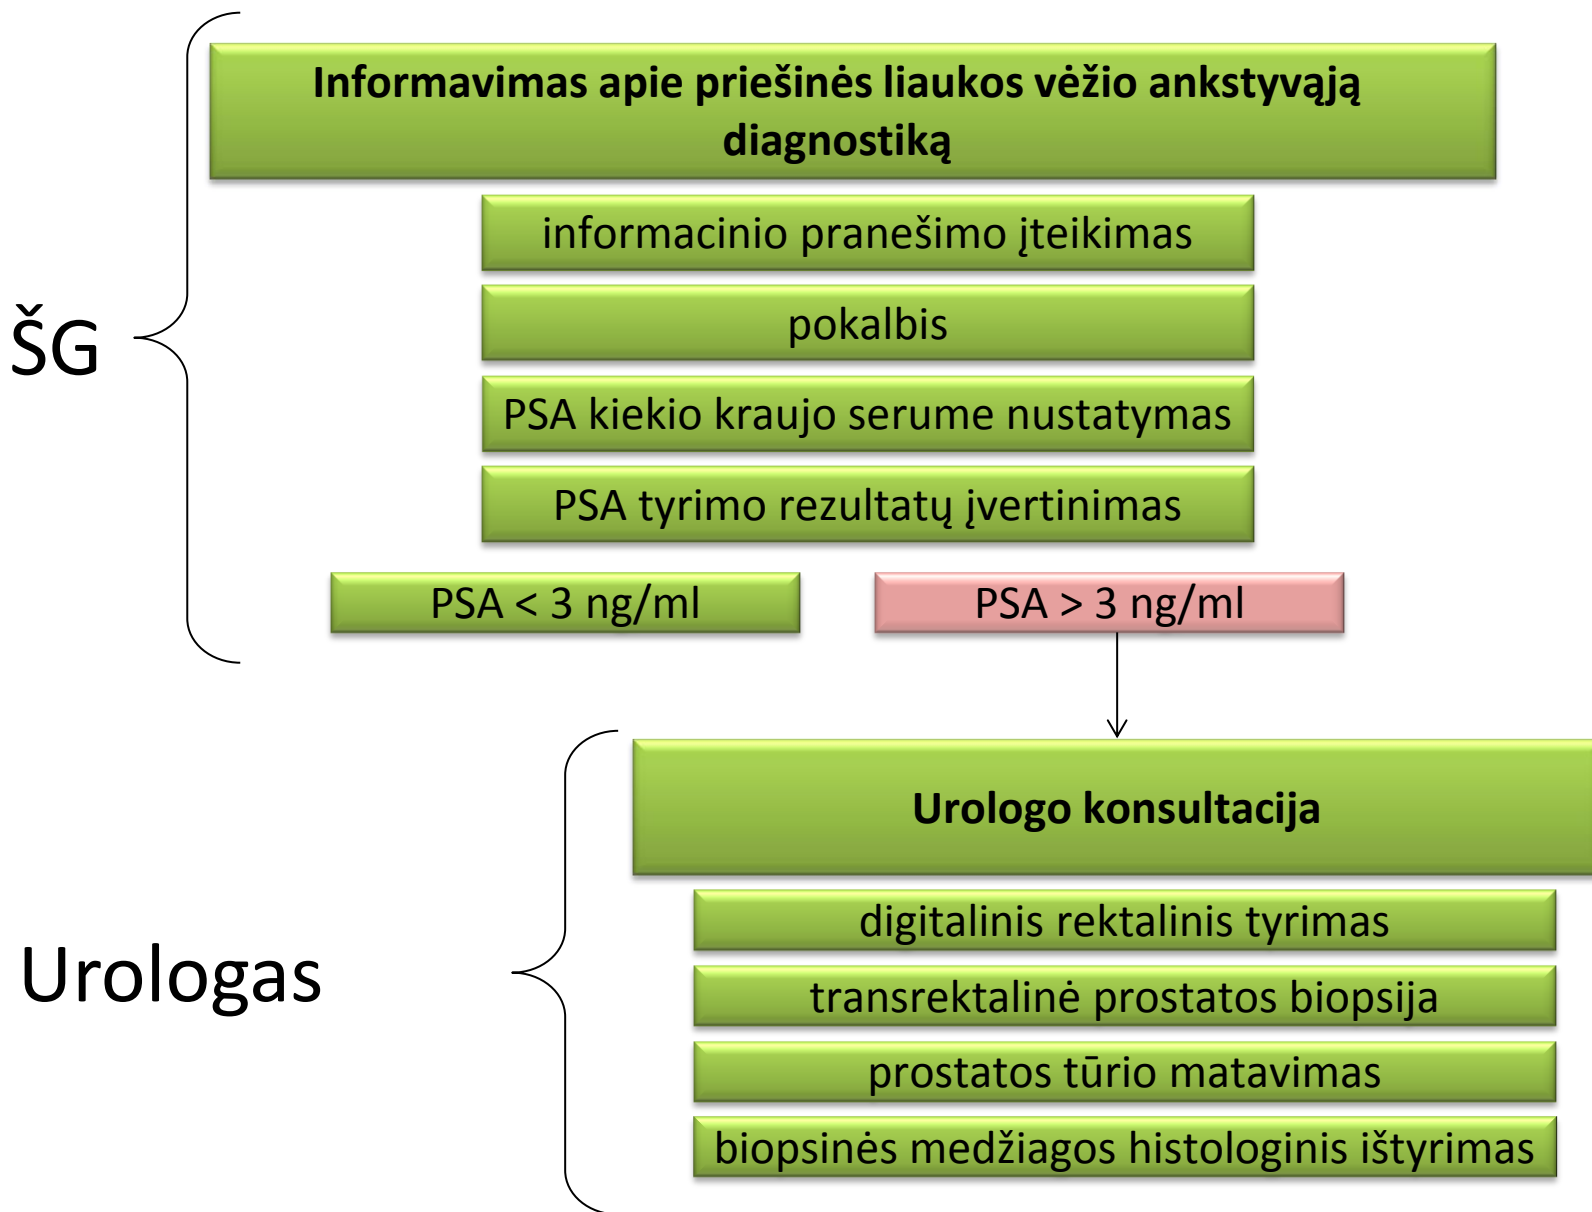 Informavimas apie priešinės liaukos vėžio ankstyvąją
diagnostiką
informacinio pranešimo įteikimas
pokalbis
ŠG
PSA kiekio kraujo serume nustatymas
PSA tyrimo rezultatų įvertinimas
PSA < 3 ng/ml
PSA > 3 ng/ml
Urologo konsultacija
digitalinis rektalinis tyrimas
Urologas
transrektalinė prostatos biopsija
prostatos tūrio matavimas
biopsinės medžiagos histologinis ištyrimas